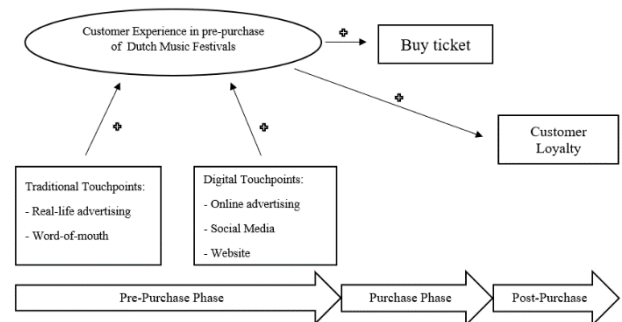 Customer Experience in pre-purchase
of Dutch Music Festivals
Buy ticket
Customer
Loyalty
Traditional Touchpoints:
- Real-life advertising
- Word-of-mouth
Digital Touchpoints:
- Online advertising
- Social Media
- Website
Pre-Purchase Phase
Purchase Phase
Post-Purchase